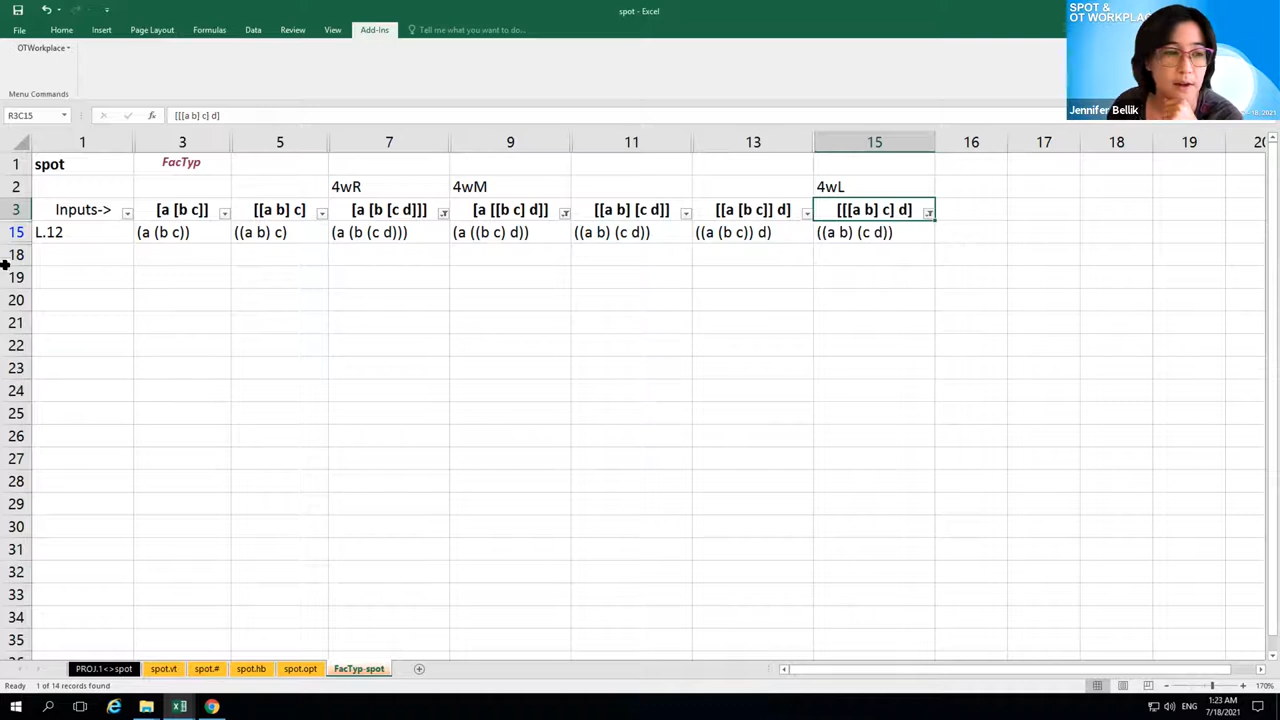 spot - Excel
SPOT &
OT WORKPLACE
Jennifer Bellik
File Home Insert Page Layout Formulas Data Review View Add-Ins Tell me what you want to do...
OTWorkplace
Menu Commands
R3C15 fx [[[a b] c] d]
1 3 5 7 9 11 13 15 16 17 18 19 20
1 spot FacTyp
2 4wR 4wM 4wL
3 Inputs-> [a [b c]] [[a b] c] [a [b [c d]]] [a [[b c] d]] [[a b] [c d]] [[a [b c]] d] [[[a b] c] d]
15 L.12 (a (b c)) ((a b) c) (a (b (c d))) (a ((b c) d)) ((a b) (c d)) ((a (b c)) d) ((a b) (c d))
18
19
20
21
22
23
24
25
26
27
28
29
30
31
32
33
34
35
PROJ.1<>spot spot.vt spot.# spot.hb spot.opt FacTyp-spot
Ready 1 of 14 records found 170%
ENG 1:23 AM
7/18/2021